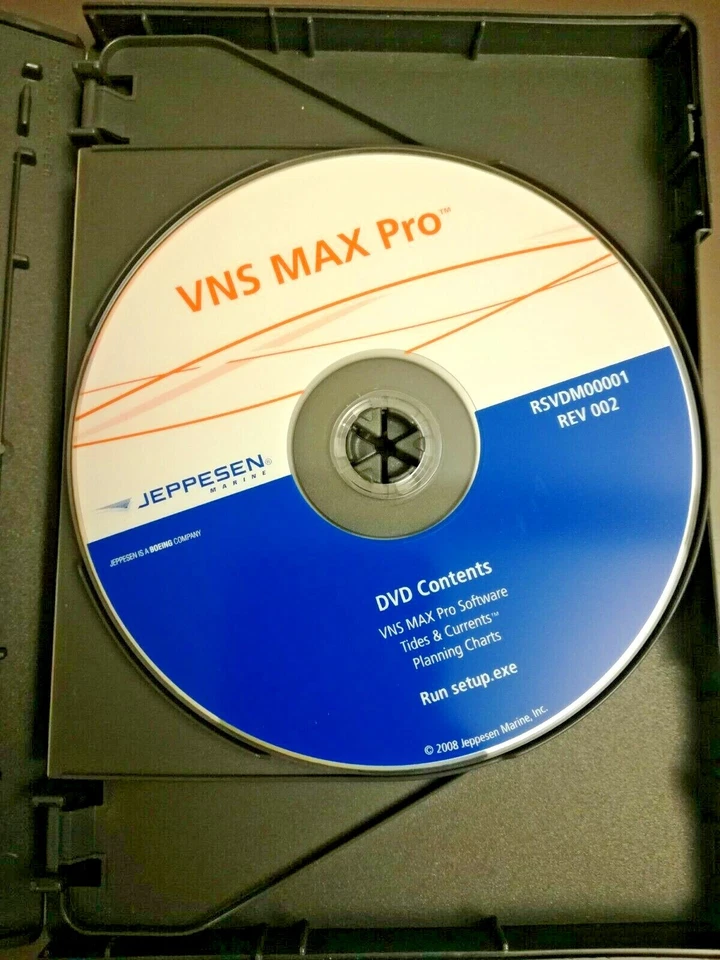 VNS MAX Pro™
RSVDM00001
REV 002
JEPPESEN®
MARINE
JEPPESEN IS A BOEING COMPANY
DVD Contents
VNS MAX Pro Software
Tides & Currents™
Planning Charts
Run setup.exe
© 2008 Jeppesen Marine, Inc.